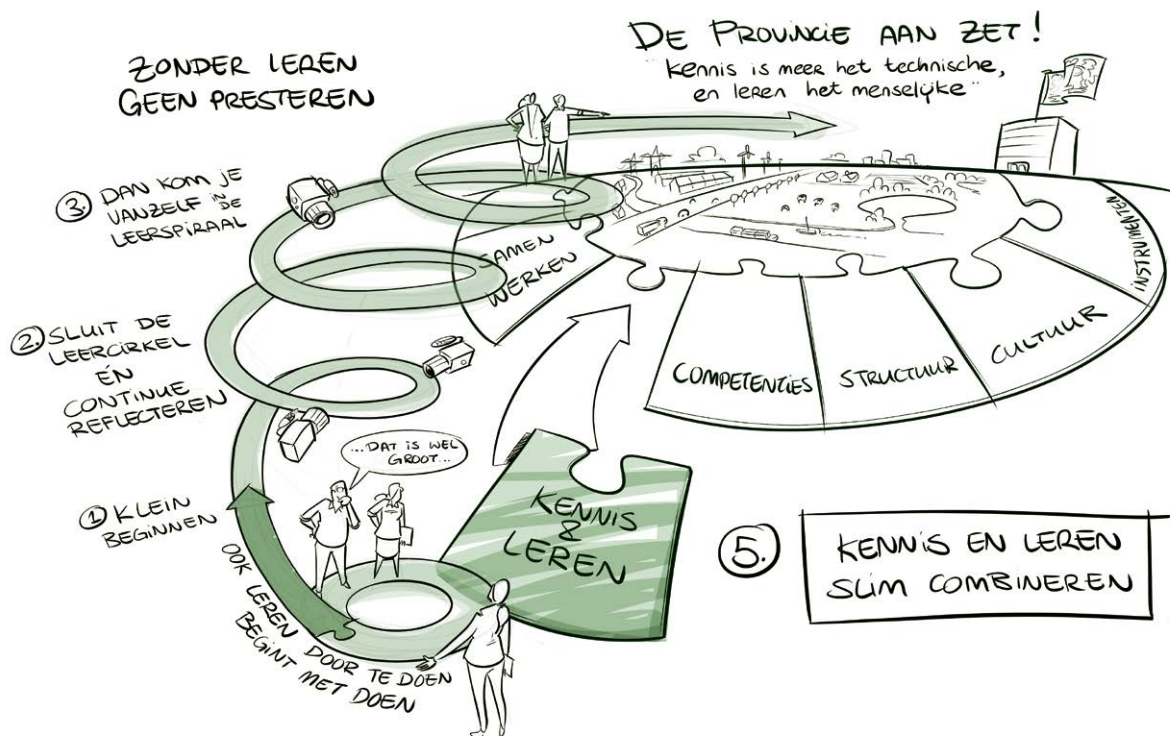 ZONDER LEREN
GEEN PRESTEREN
DE PROVINCIE AAN ZET!
"Kennis is meer het technische,
en leren het menselijke"
③ DAN KOM JE
VANZELF IN DE
LEERSPIRAAL
②. SLUIT DE
LEERCIRKEL
ÉN
CONTINUE
REFLECTEREN
① KLEIN
BEGINNEN
OOK LEREN DOOR TE DOEN
BEGINT MET DOEN
...DAT IS WEL
GROOT...
KENNIS
&
LEREN
SAMEN
WERKEN
COMPETENTIES
STRUCTUUR
CULTUUR
INSTRUMENTEN
5.
KENNIS EN LEREN
SLIM COMBINEREN